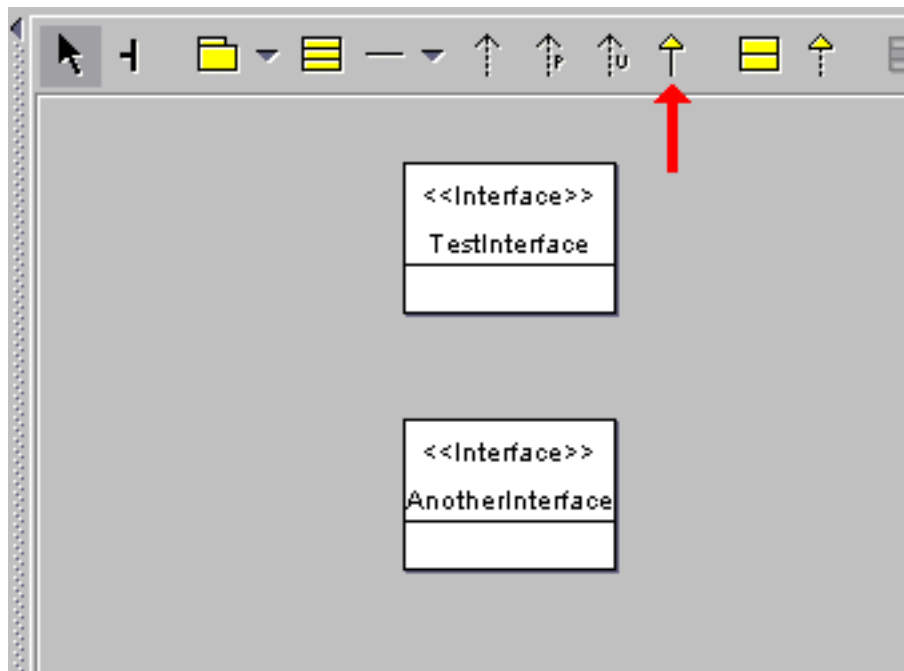 P
U
<<Interface>>
TestInterface
<<Interface>>
AnotherInterface